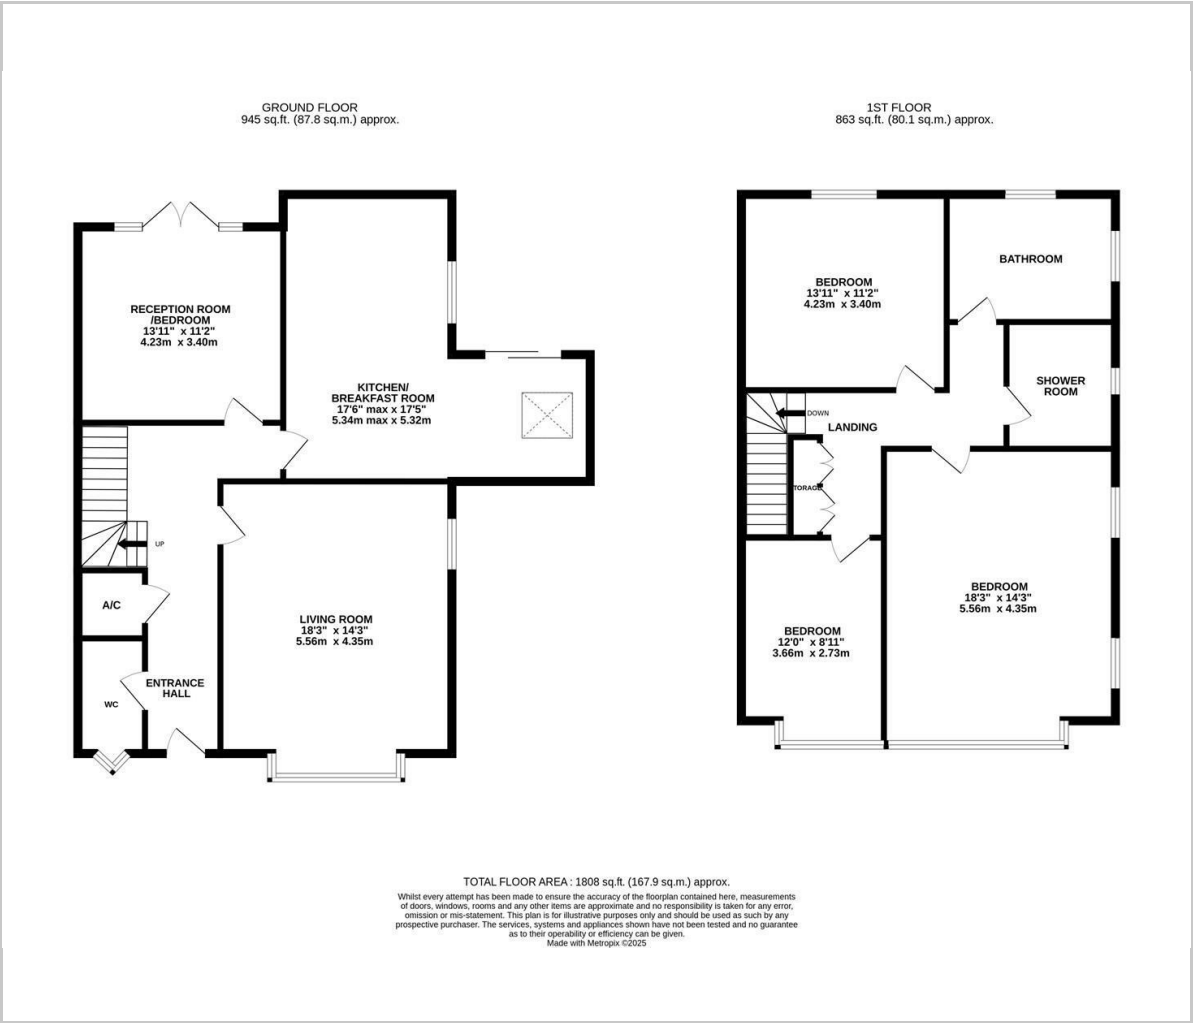 GROUND FLOOR
945 sq.ft. (87.8 sq.m.) approx.
RECEPTION ROOM
/BEDROOM
13'11" x 11'2"
4.23m x 3.40m
KITCHEN/
BREAKFAST ROOM
17'6" max x 17'5"
5.34m max x 5.32m
UP
A/C
WC
ENTRANCE
HALL
LIVING ROOM
18'3" x 14'3"
5.56m x 4.35m
1ST FLOOR
863 sq.ft. (80.1 sq.m.) approx.
BEDROOM
13'11" x 11'2"
4.23m x 3.40m
BATHROOM
SHOWER
ROOM
DOWN
LANDING
TORAGE
BEDROOM
12'0" x 8'11"
3.66m x 2.73m
BEDROOM
18'3" x 14'3"
5.56m x 4.35m
TOTAL FLOOR AREA : 1808 sq.ft. (167.9 sq.m.) approx.
Whilst every attempt has been made to ensure the accuracy of the floorplan contained here, measurements
of doors, windows, rooms and any other items are approximate and no responsibility is taken for any error,
omission or mis-statement. This plan is for illustrative purposes only and should be used as such by any
prospective purchaser. The services, systems and appliances shown have not been tested and no guarantee
as to their operability or efficiency can be given.
Made with Metropix ©2025